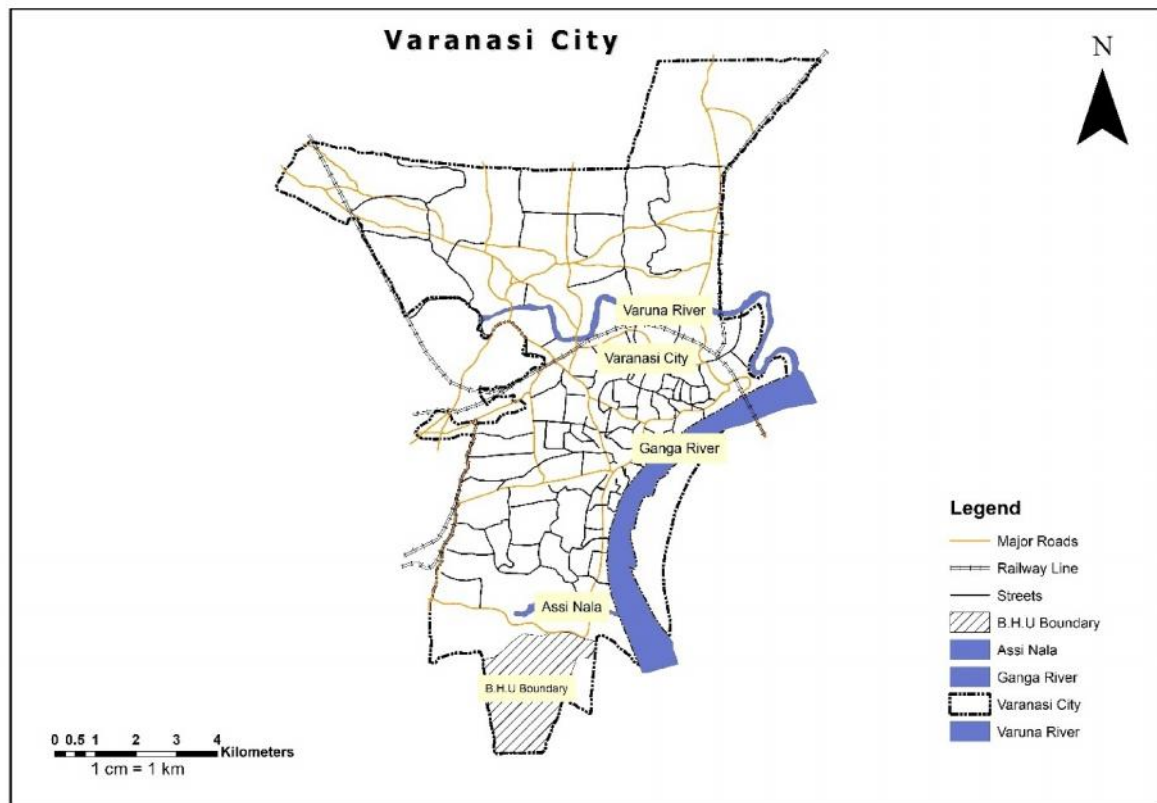 Varanasi City
N
Varuna River
Varanasi City
Ganga River
Assi Nala
B.H.U Boundary
Legend
Major Roads
Railway Line
Streets
B.H.U Boundary
Assi Nala
Ganga River
Varanasi City
Varuna River
0 0.5 1 2 3 4
Kilometers
1 cm = 1 km